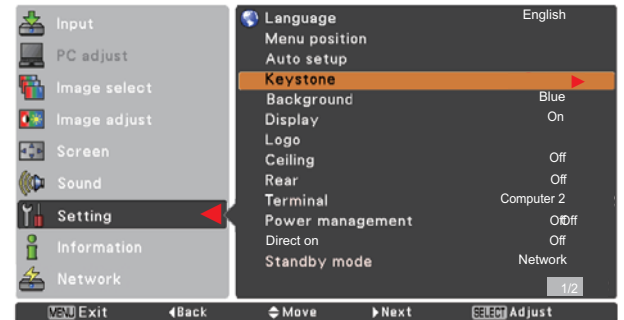 Input
PC adjust
Image select
Image adjust
Screen
Sound
Setting
Information
Network
Language English
Menu position
Auto setup
Keystone
Background Blue
Display On
Logo
Ceiling Off
Rear Off
Terminal Computer 2
Power management Off Off
Direct on Off
Standby mode Network
1/2
MENU Exit Back Move Next SELECT Adjust